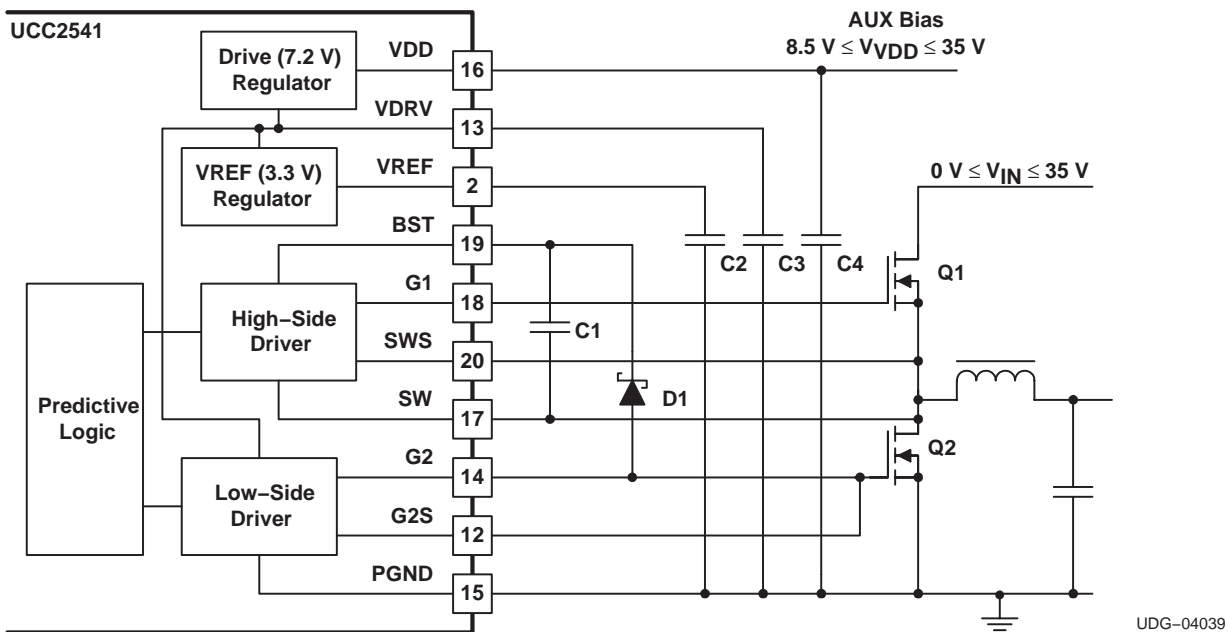 UCC2541
AUX Bias
8.5 V ≤ VVDD ≤ 35 V
Drive (7.2 V)
Regulator
VDD
16
VDRV
13
VREF (3.3 V)
Regulator
VREF
2
0 V ≤ VIN ≤ 35 V
BST
19
C2
C3
C4
Q1
G1
18
High−Side
Driver
C1
SWS
20
Predictive
Logic
SW
17
D1
G2
14
Q2
Low−Side
Driver
G2S
12
PGND
15
UDG−04039